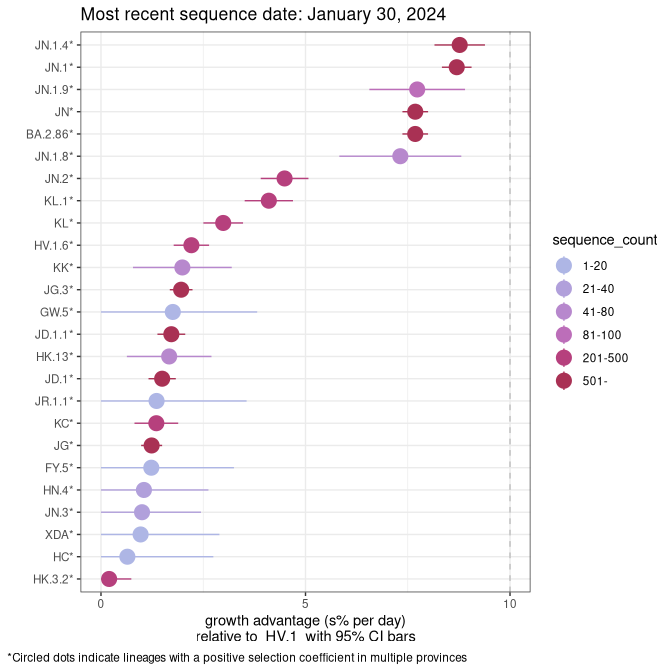 Most recent sequence date: January 30, 2024
JN.1.4*
JN.1*
JN.1.9*
JN*
BA.2.86*
JN.1.8*
JN.2*
KL.1*
KL*
HV.1.6*
KK*
JG.3*
GW.5*
JD.1.1*
HK.13*
JD.1*
JR.1.1*
KC*
JG*
FY.5*
HN.4*
JN.3*
XDA*
HC*
HK.3.2*
0 5 10
growth advantage (s% per day)
relative to HV.1 with 95% CI bars
sequence_count
1-20
21-40
41-80
81-100
201-500
501-
*Circled dots indicate lineages with a positive selection coefficient in multiple provinces